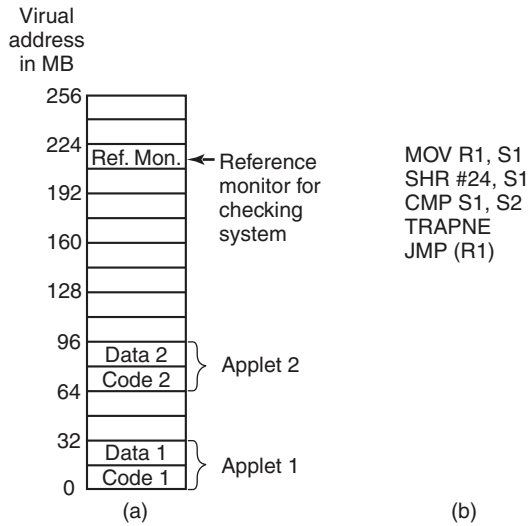 Virual
address
in MB
256
224
Ref. Mon.
Reference
monitor for
checking
system
192
160
128
96
Data 2
Code 2
Applet 2
64
32
Data 1
Code 1
Applet 1
0
(a)
MOV R1, S1
SHR #24, S1
CMP S1, S2
TRAPNE
JMP (R1)
(b)